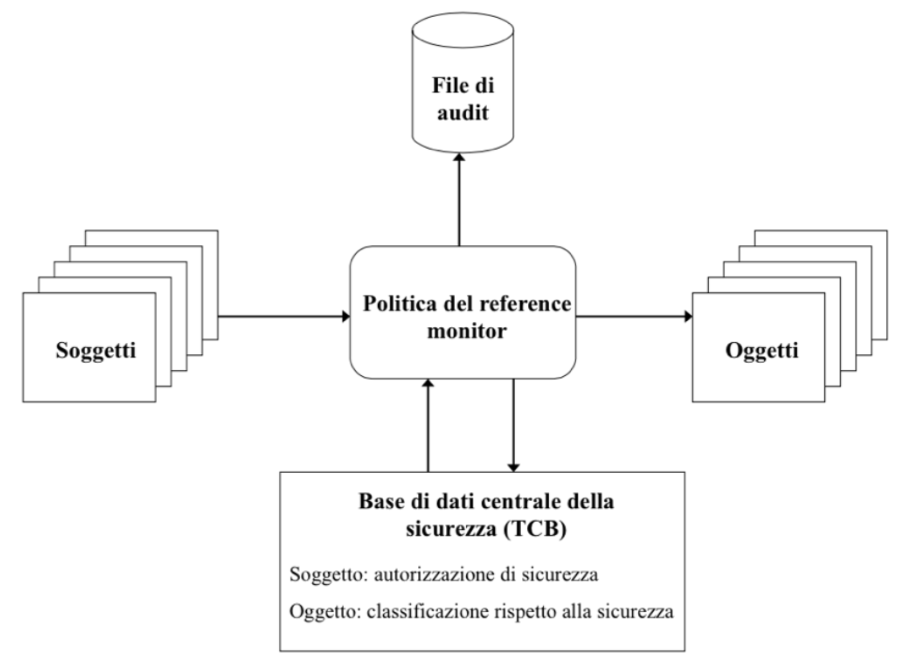 File di
audit
Politica del reference
monitor
Soggetti
Oggetti
Base di dati centrale della
sicurezza (TCB)
Soggetto: autorizzazione di sicurezza
Oggetto: classificazione rispetto alla sicurezza